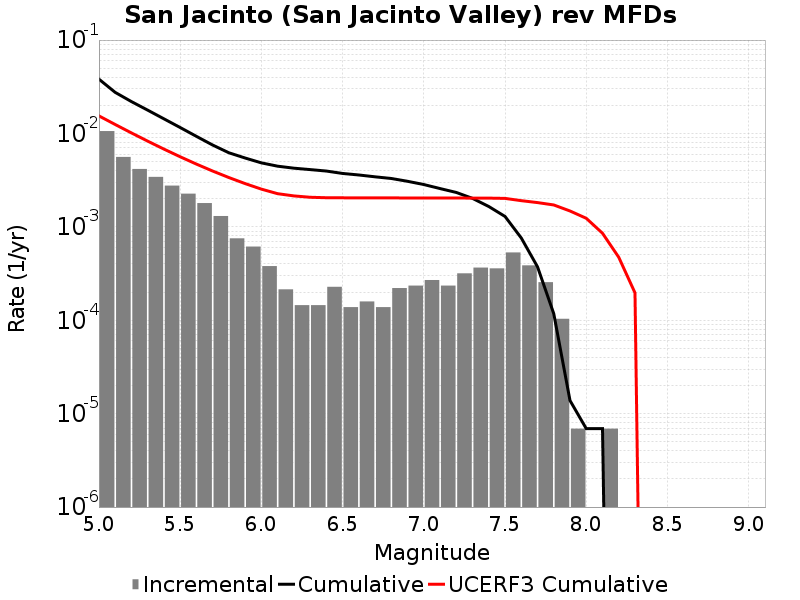 San Jacinto (San Jacinto Valley) rev MFDs
10-1
10-2
10-3
10-4
10-5
10-6
Rate (1/yr)
5.0 5.5 6.0 6.5 7.0 7.5 8.0 8.5 9.0
Magnitude
Incremental Cumulative UCERF3 Cumulative